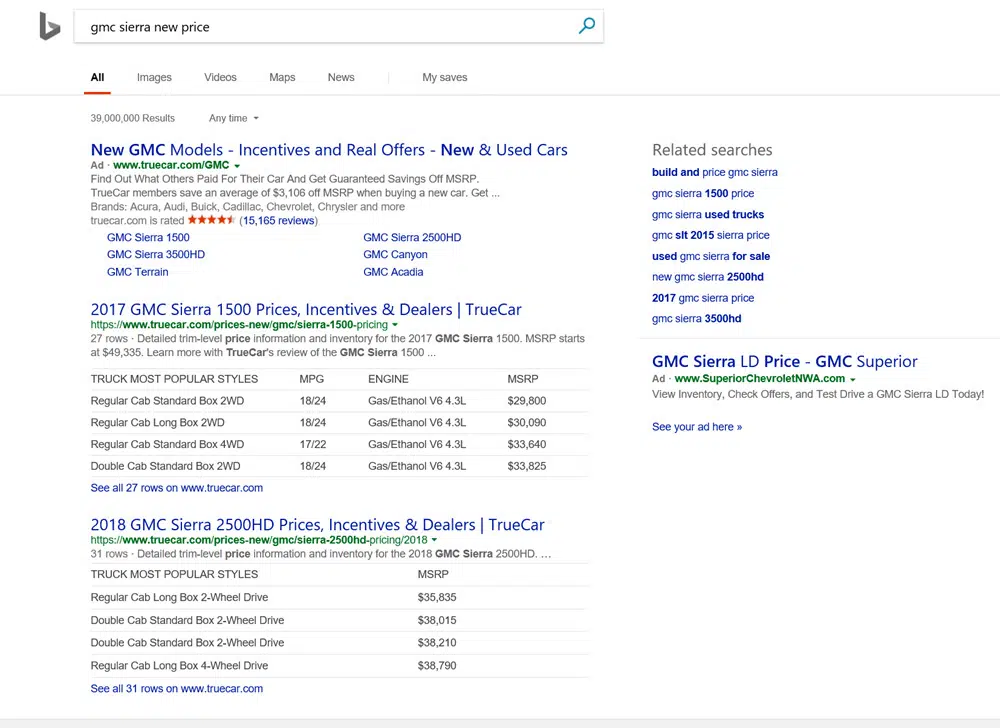 gmc sierra new price
All Images Videos Maps News | My saves
39,000,000 Results Any time
New GMC Models - Incentives and Real Offers - New & Used Cars
Ad · www.truecar.com/GMC
Find Out What Others Paid For Their Car And Get Guaranteed Savings Off MSRP.
TrueCar members save an average of $3,106 off MSRP when buying a new car. Get ...
Brands: Acura, Audi, Buick, Cadillac, Chevrolet, Chrysler and more
truecar.com is rated (15,165 reviews)
GMC Sierra 1500 GMC Sierra 2500HD
GMC Sierra 3500HD GMC Canyon
GMC Terrain GMC Acadia
2017 GMC Sierra 1500 Prices, Incentives & Dealers | TrueCar
https://www.truecar.com/prices-new/gmc/sierra-1500-pricing
27 rows · Detailed trim-level price information and inventory for the 2017 GMC Sierra 1500. MSRP starts
at $49,335. Learn more with TrueCar's review of the GMC Sierra 1500 ...
TRUCK MOST POPULAR STYLES MPG ENGINE MSRP
Regular Cab Standard Box 2WD 18/24 Gas/Ethanol V6 4.3L $29,800
Regular Cab Long Box 2WD 18/24 Gas/Ethanol V6 4.3L $30,090
Regular Cab Standard Box 4WD 17/22 Gas/Ethanol V6 4.3L $33,640
Double Cab Standard Box 2WD 18/24 Gas/Ethanol V6 4.3L $33,825
See all 27 rows on www.truecar.com
2018 GMC Sierra 2500HD Prices, Incentives & Dealers | TrueCar
https://www.truecar.com/prices-new/gmc/sierra-2500hd-pricing/2018
31 rows · Detailed trim-level price information and inventory for the 2018 GMC Sierra 2500HD. ...
TRUCK MOST POPULAR STYLES MSRP
Regular Cab Long Box 2-Wheel Drive $35,835
Double Cab Standard Box 2-Wheel Drive $38,015
Double Cab Standard Box 2-Wheel Drive $38,210
Regular Cab Long Box 4-Wheel Drive $38,790
See all 31 rows on www.truecar.com
Related searches
build and price gmc sierra
gmc sierra 1500 price
gmc sierra used trucks
gmc slt 2015 sierra price
used gmc sierra for sale
new gmc sierra 2500hd
2017 gmc sierra price
gmc sierra 3500hd
GMC Sierra LD Price - GMC Superior
Ad · www.SuperiorChevroletNWA.com
View Inventory, Check Offers, and Test Drive a GMC Sierra LD Today!
See your ad here »